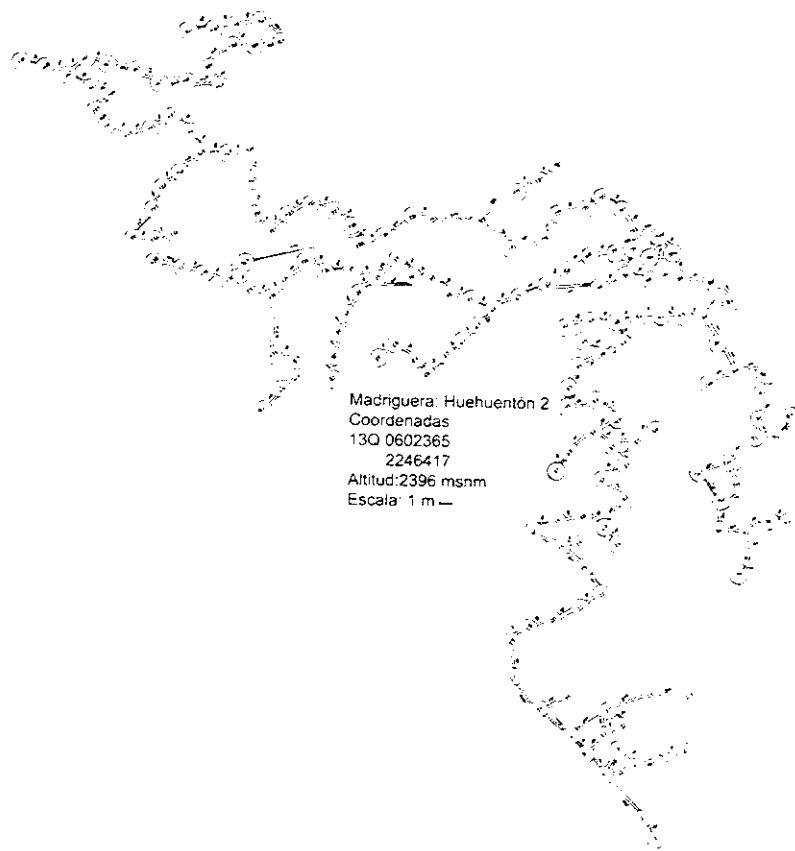 Madriguera: Huehuentón 2
Coordenadas
13Q 0602365
2246417
Altitud:2396 msnm
Escala: 1 m